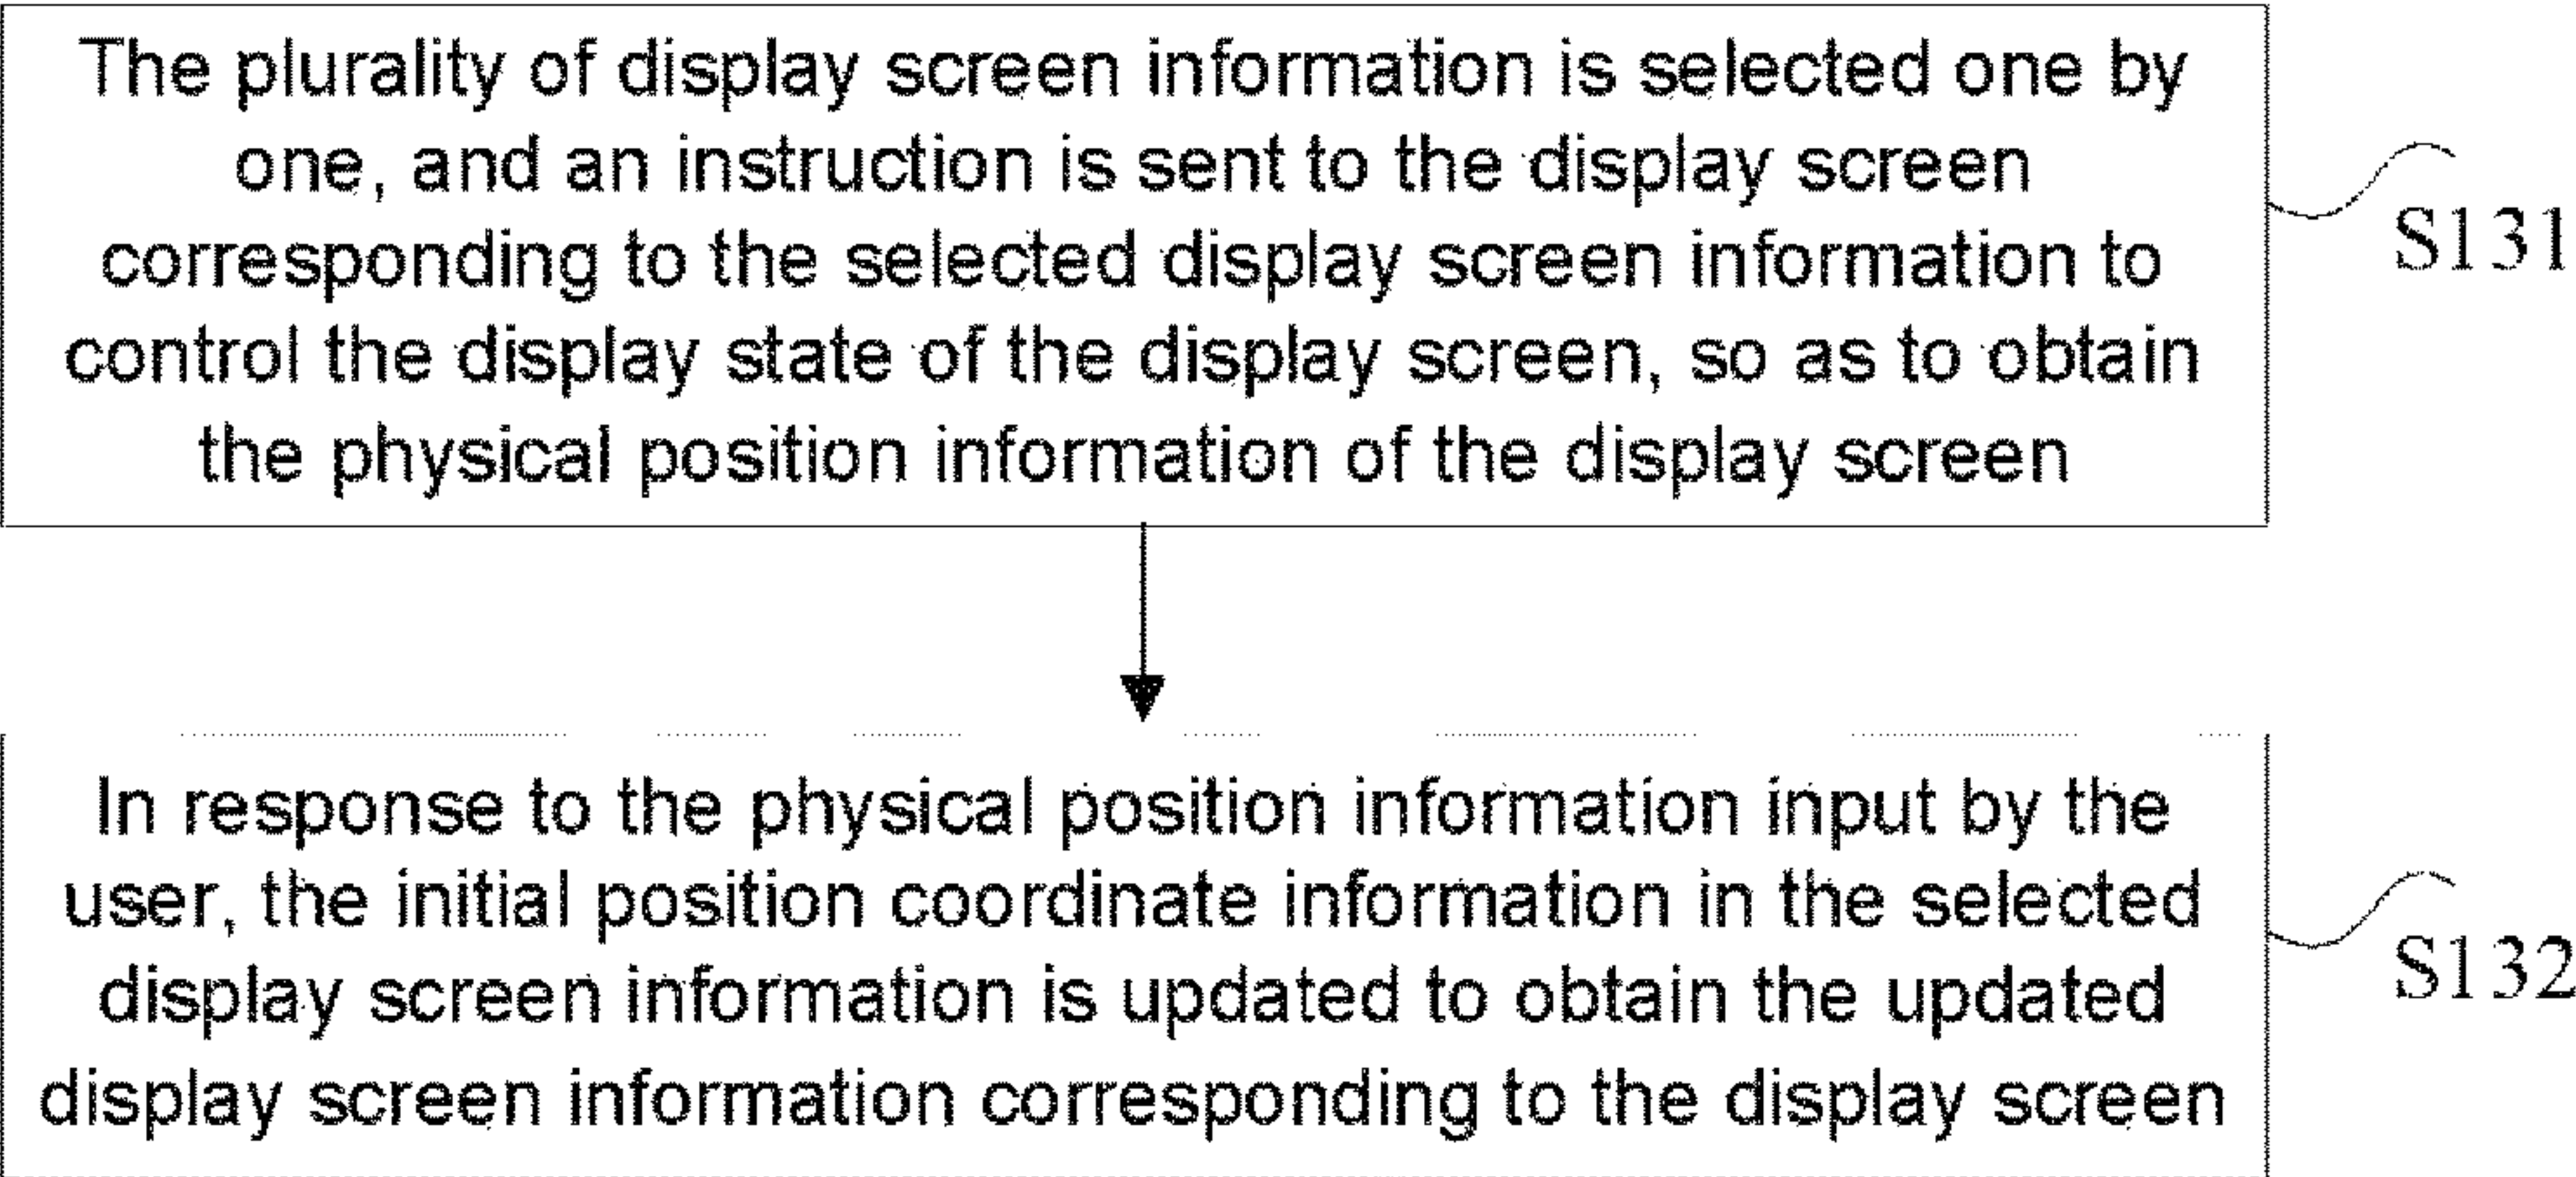 The plurality of display screen information is selected one by
one, and an instruction is sent to the display screen
corresponding to the selected display screen information to
control the display state of the display screen, so as to obtain
the physical position information of the display screen
S131
In response to the physical position information input by the
user, the initial position coordinate information in the selected
display screen information is updated to obtain the updated
display screen information corresponding to the display screen
S132